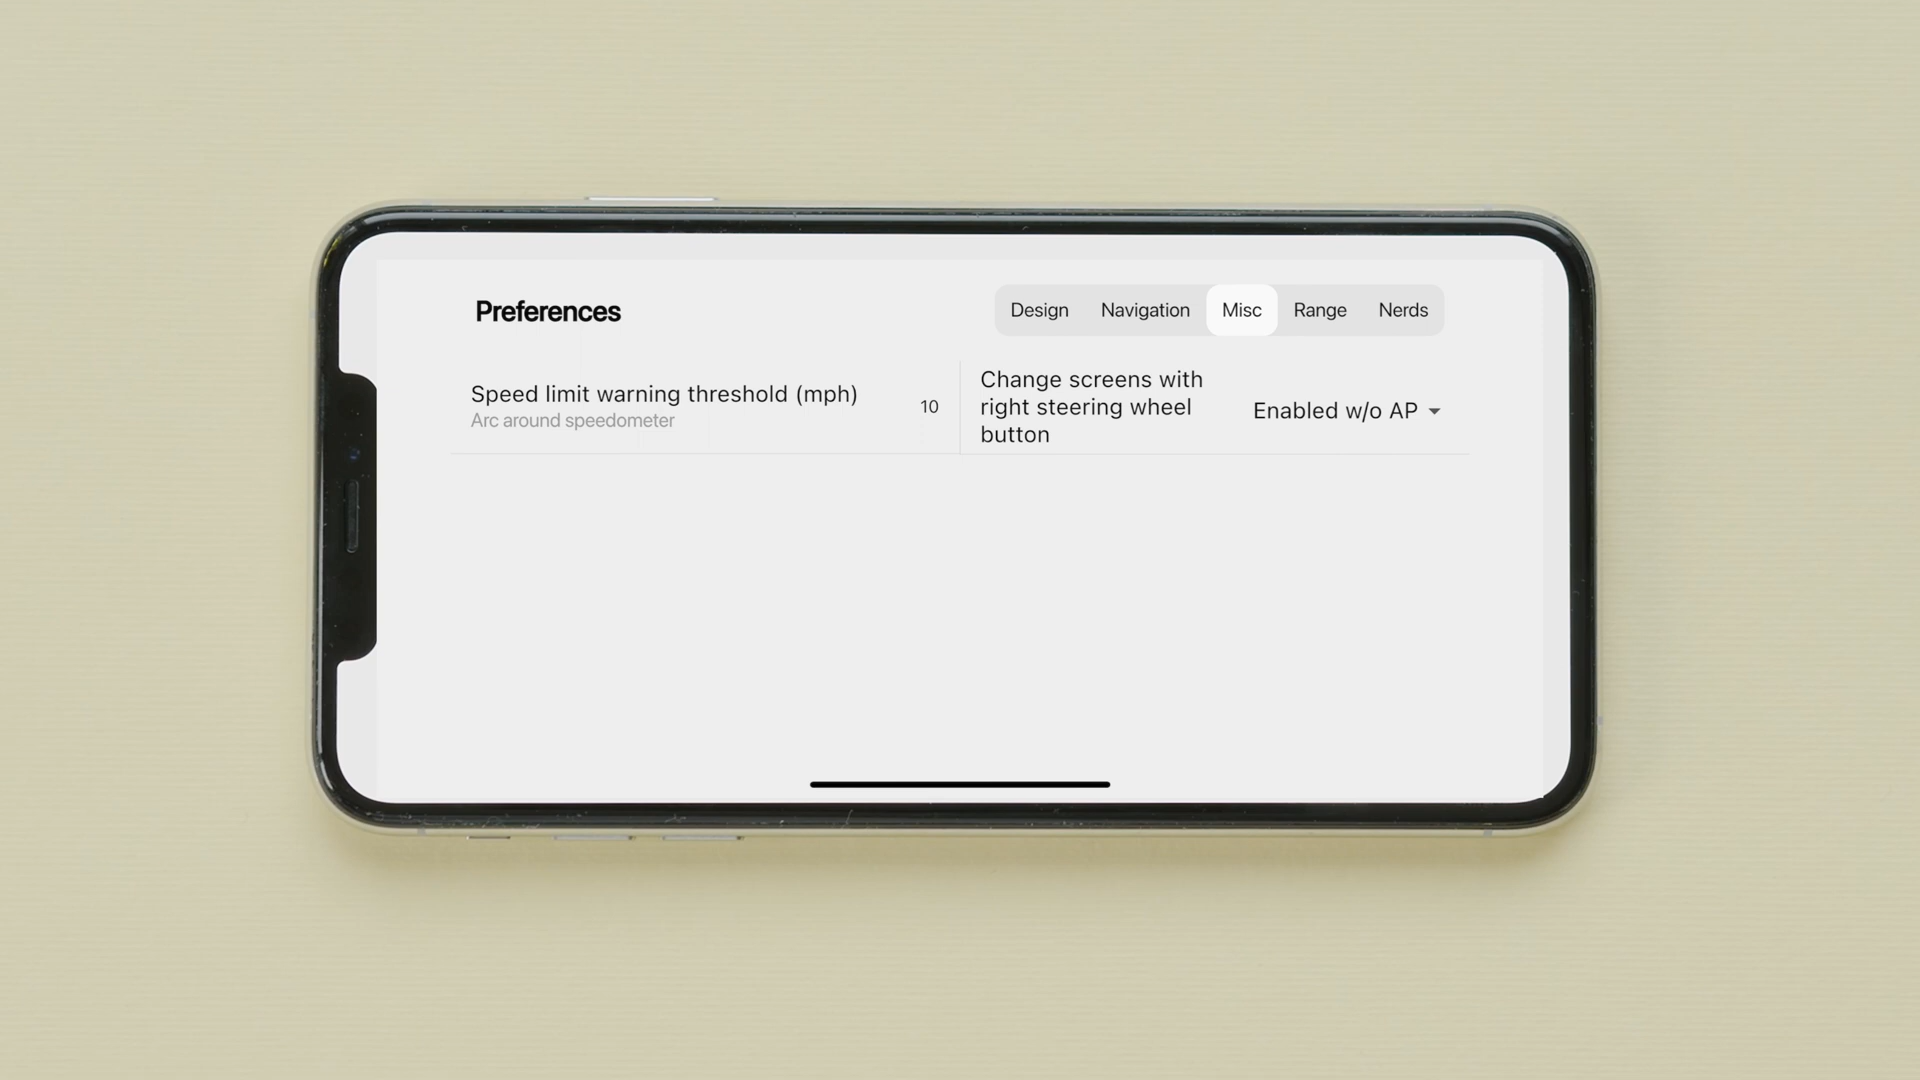 Preferences
Design Navigation Misc Range Nerds
Speed limit warning threshold (mph)
Arc around speedometer
10
Change screens with
right steering wheel
button
Enabled w/o AP